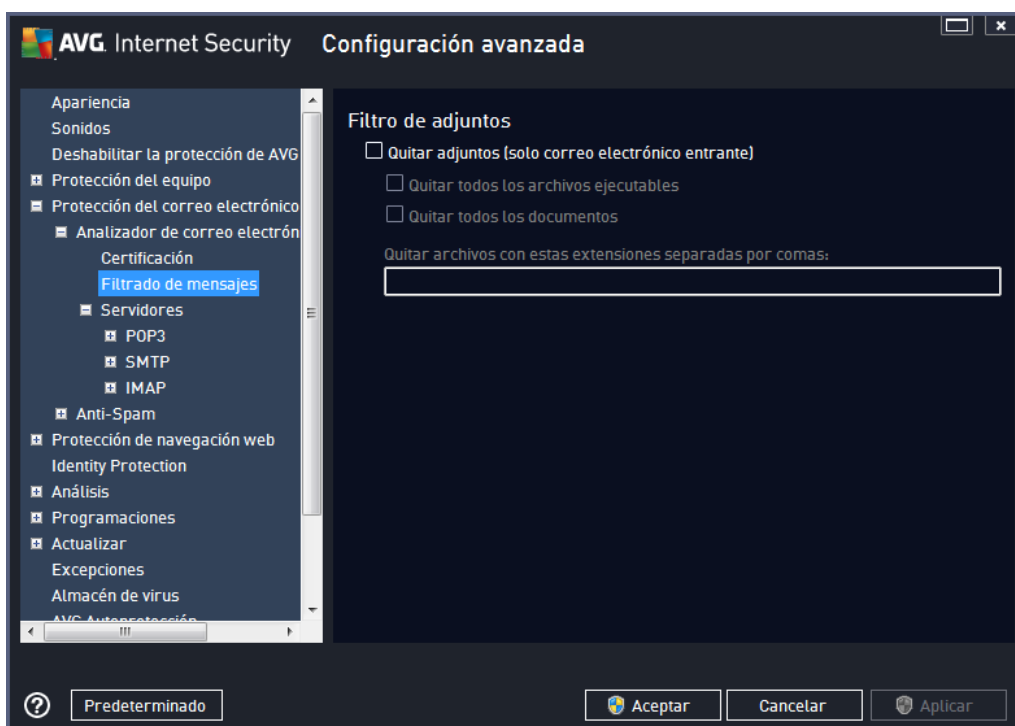 AVG. Internet Security
Configuración avanzada
Apariencia
Sonidos
Deshabilitar la protección de AVG
Protección del equipo
Protección del correo electrónico
Analizador de correo electrón
Certificación
Filtrado de mensajes
Servidores
POP3
SMTP
IMAP
Anti-Spam
Protección de navegación web
Identity Protection
Análisis
Programaciones
Actualizar
Excepciones
Almacén de virus
AVG Autoprotección
Filtro de adjuntos
Quitar adjuntos (solo correo electrónico entrante)
Quitar todos los archivos ejecutables
Quitar todos los documentos
Quitar archivos con estas extensiones separadas por comas:
Predeterminado
Aceptar
Cancelar
Aplicar